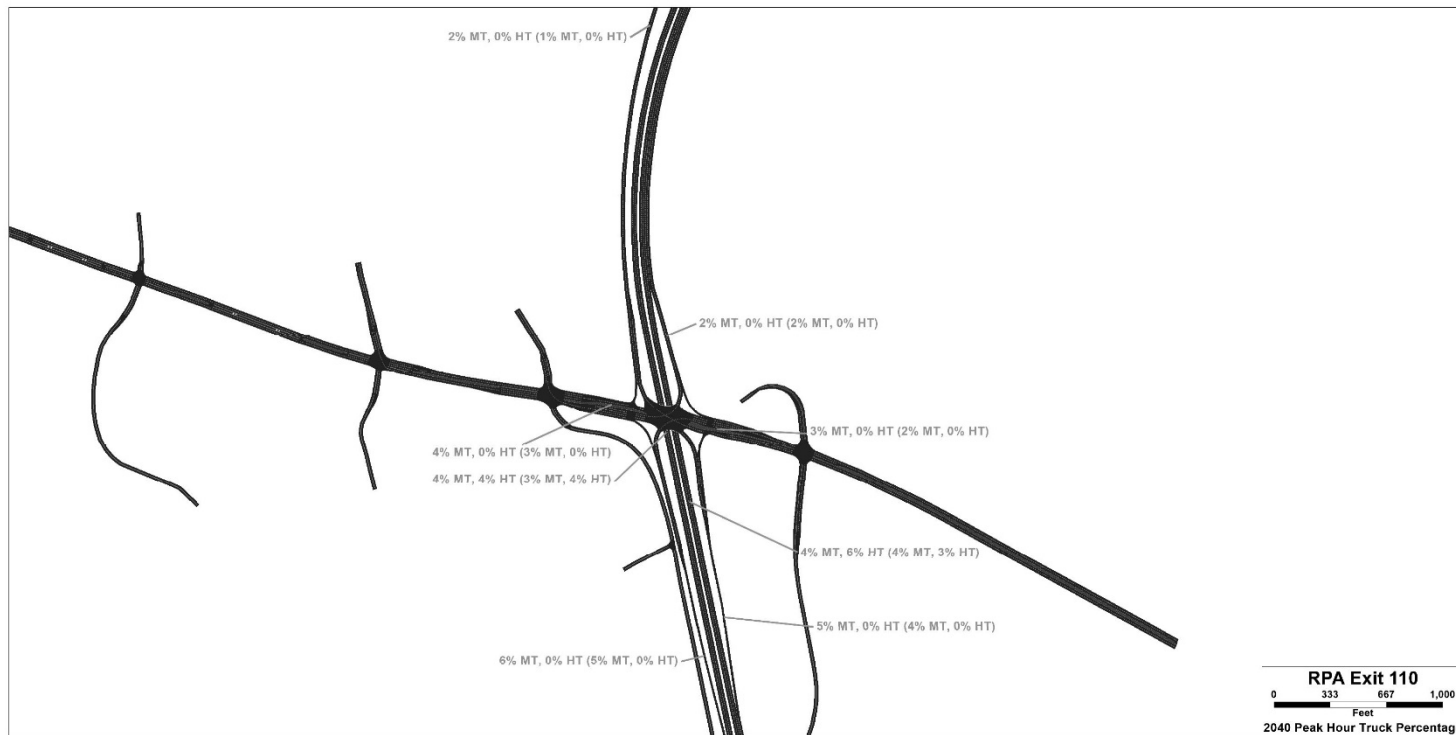 2% MT, 0% HT (1% MT, 0% HT)
2% MT, 0% HT (2% MT, 0% HT)
3% MT, 0% HT (2% MT, 0% HT)
4% MT, 0% HT (3% MT, 0% HT)
4% MT, 4% HT (3% MT, 4% HT)
4% MT, 6% HT (4% MT, 3% HT)
5% MT, 0% HT (4% MT, 0% HT)
6% MT, 0% HT (5% MT, 0% HT)
RPA Exit 110
0 333 667 1,000
Feet
2040 Peak Hour Truck Percentag